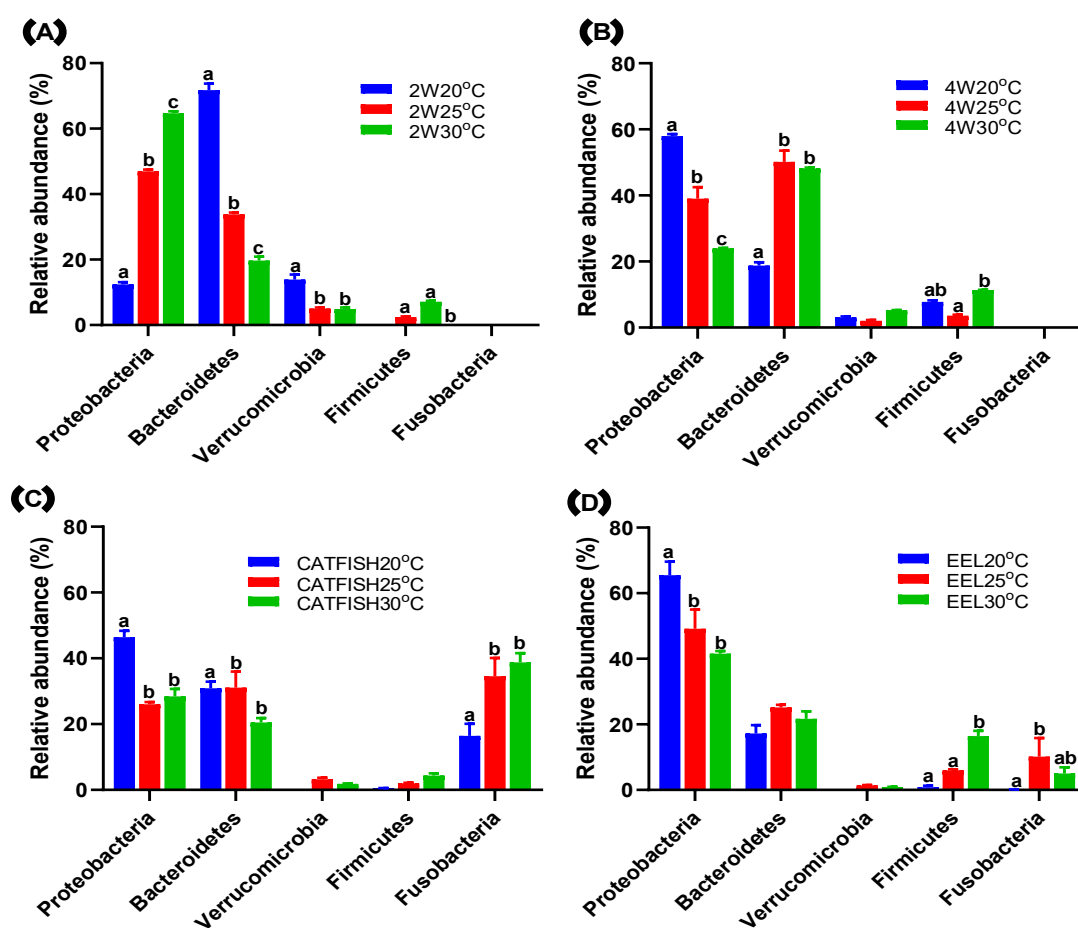 (A)
Relative abundance (%)
80
60
40
20
0
2W20°C
2W25°C
2W30°C
a b c
a b c
a b b
a a b
Proteobacteria
Bacteroidetes
Verrucomicrobia
Firmicutes
Fusobacteria
(B)
Relative abundance (%)
80
60
40
20
0
4W20°C
4W25°C
4W30°C
a b c
a b b
ab a b
Proteobacteria
Bacteroidetes
Verrucomicrobia
Firmicutes
Fusobacteria
(C)
Relative abundance (%)
80
60
40
20
0
CATFISH20°C
CATFISH25°C
CATFISH30°C
a b b
a b b
a b b
Proteobacteria
Bacteroidetes
Verrucomicrobia
Firmicutes
Fusobacteria
(D)
Relative abundance (%)
80
60
40
20
0
EEL20°C
EEL25°C
EEL30°C
a b b
a a b
a b ab
Proteobacteria
Bacteroidetes
Verrucomicrobia
Firmicutes
Fusobacteria